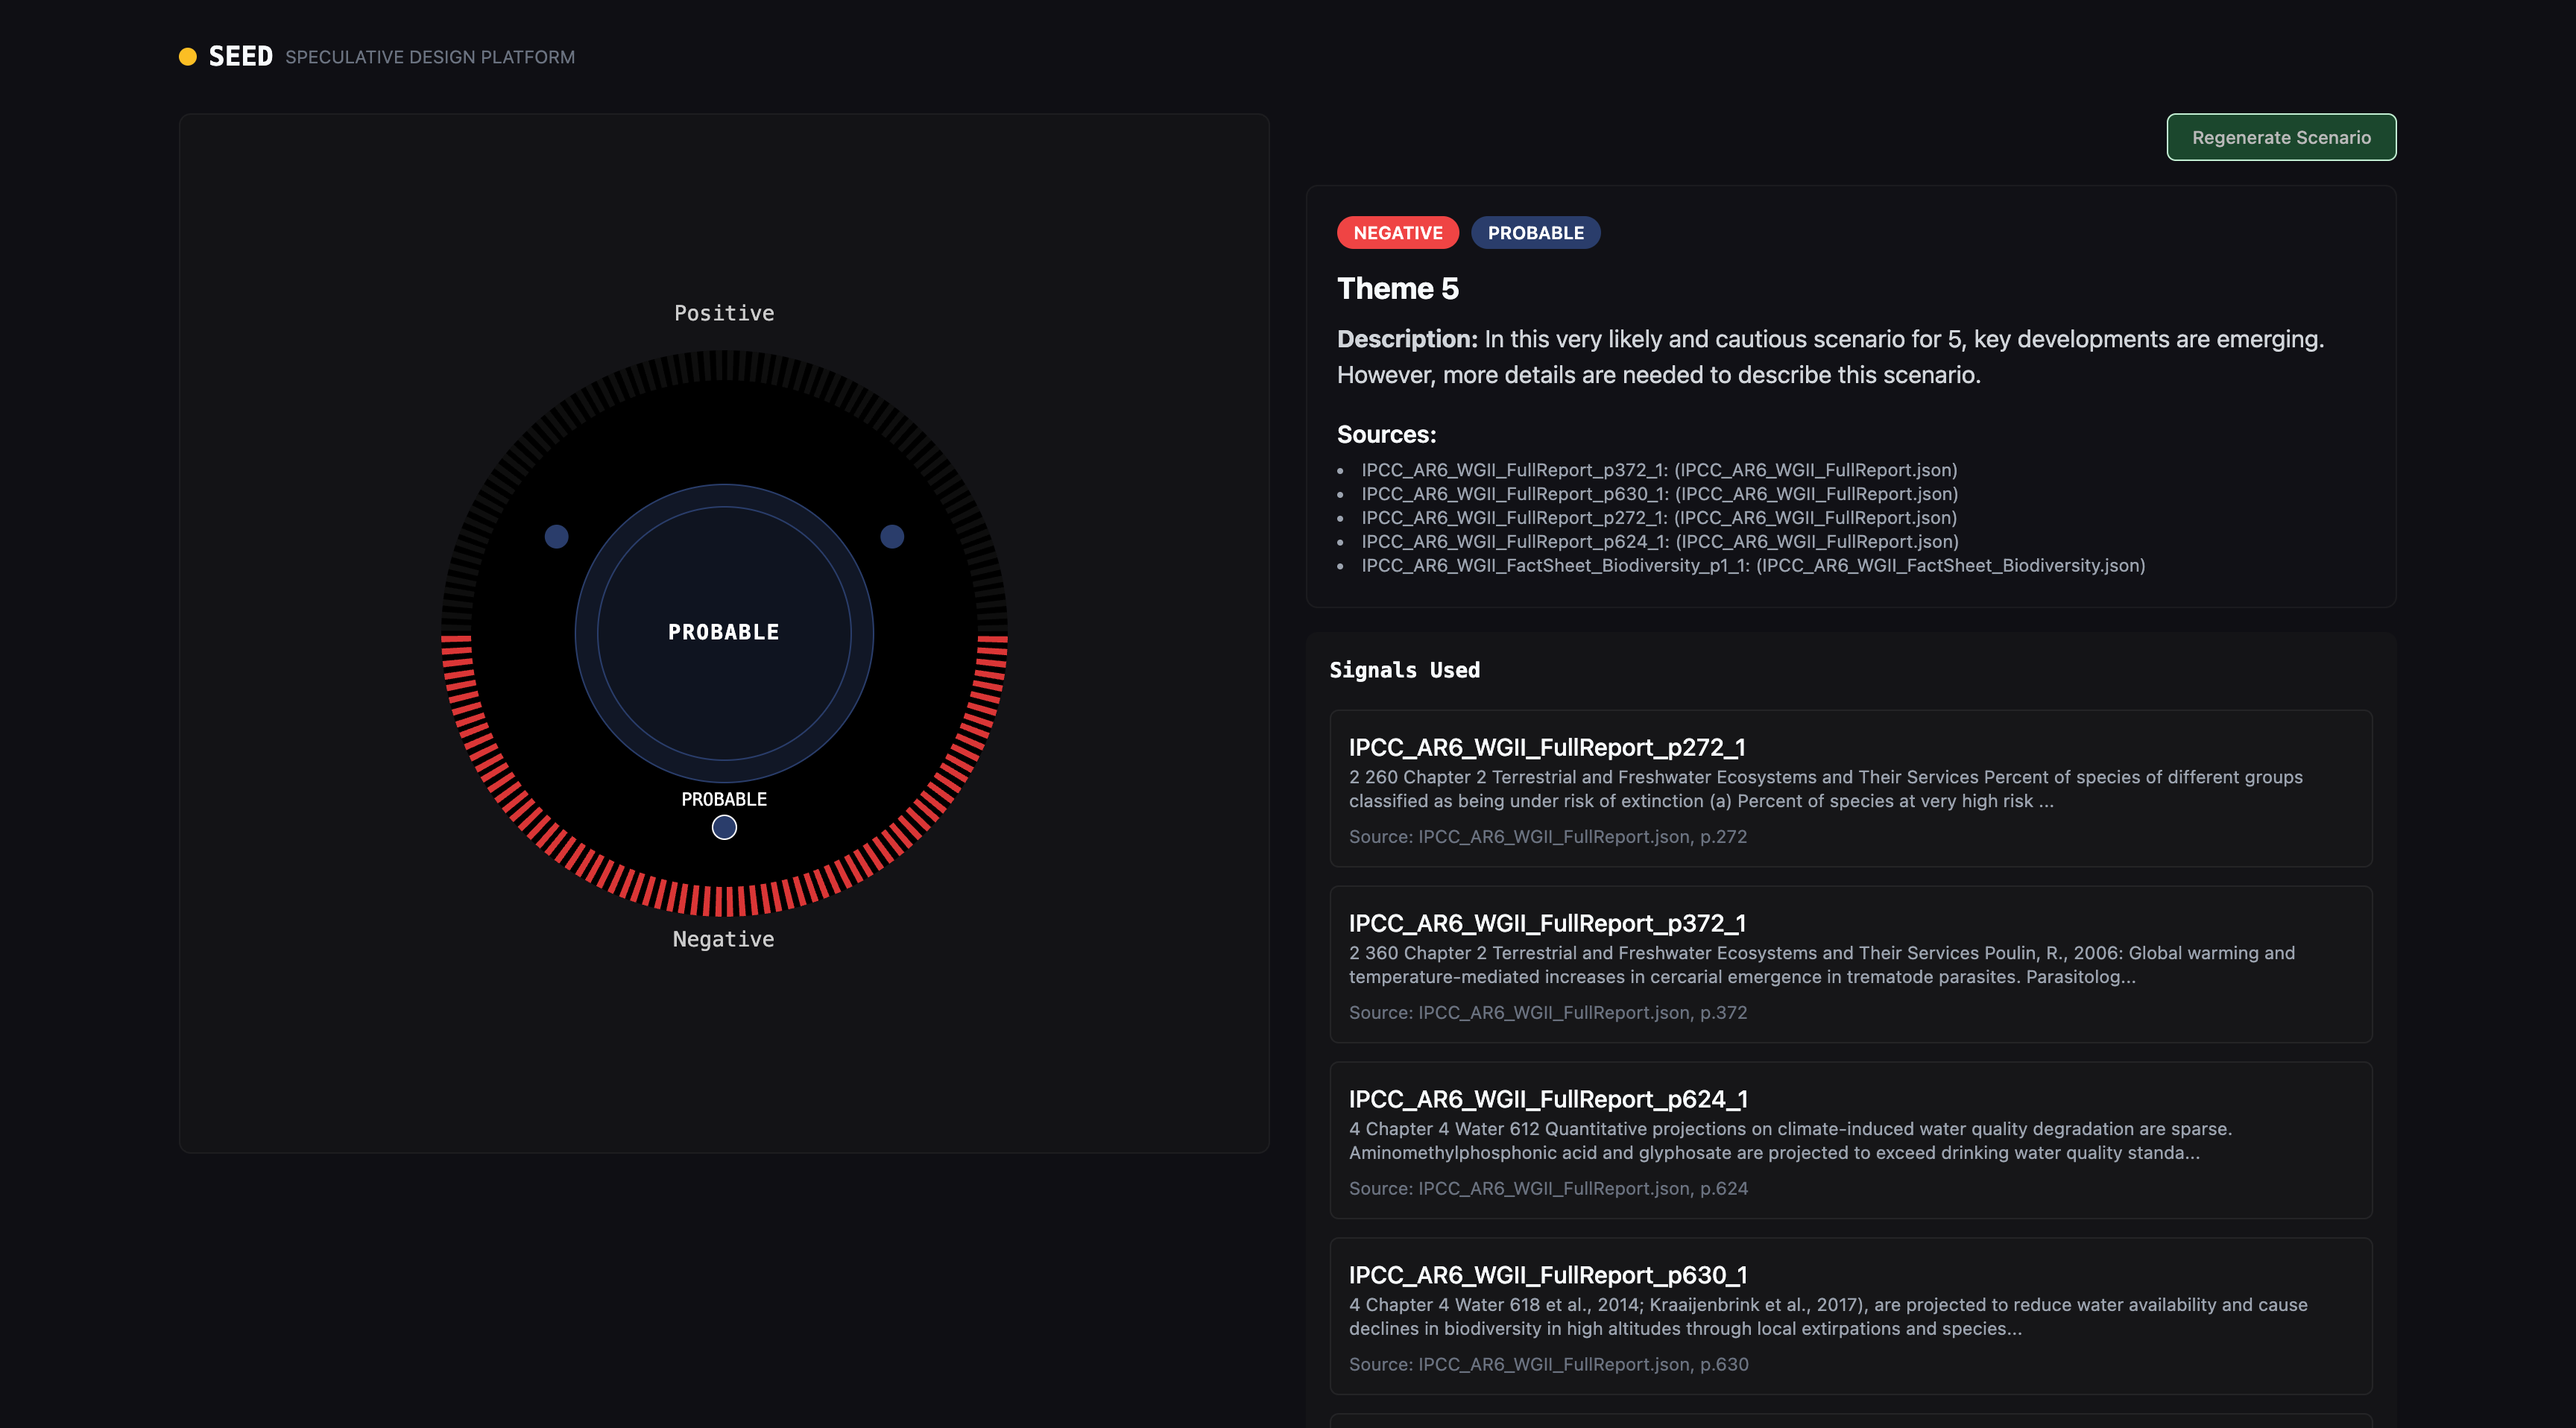 SEED SPECULATIVE DESIGN PLATFORM
Positive
PROBABLE
PROBABLE
Negative
Regenerate Scenario
NEGATIVE PROBABLE
Theme 5
Description: In this very likely and cautious scenario for 5, key developments are emerging.
However, more details are needed to describe this scenario.
Sources:
IPCC_AR6_WGII_FullReport_p372_1: (IPCC_AR6_WGII_FullReport.json)
IPCC_AR6_WGII_FullReport_p630_1: (IPCC_AR6_WGII_FullReport.json)
IPCC_AR6_WGII_FullReport_p272_1: (IPCC_AR6_WGII_FullReport.json)
IPCC_AR6_WGII_FullReport_p624_1: (IPCC_AR6_WGII_FullReport.json)
IPCC_AR6_WGII_FactSheet_Biodiversity_p1_1: (IPCC_AR6_WGII_FactSheet_Biodiversity.json)
Signals Used
IPCC_AR6_WGII_FullReport_p272_1
2 260 Chapter 2 Terrestrial and Freshwater Ecosystems and Their Services Percent of species of different groups
classified as being under risk of extinction (a) Percent of species at very high risk ...
Source: IPCC_AR6_WGII_FullReport.json, p.272
IPCC_AR6_WGII_FullReport_p372_1
2 360 Chapter 2 Terrestrial and Freshwater Ecosystems and Their Services Poulin, R., 2006: Global warming and
temperature-mediated increases in cercarial emergence in trematode parasites. Parasitolog...
Source: IPCC_AR6_WGII_FullReport.json, p.372
IPCC_AR6_WGII_FullReport_p624_1
4 Chapter 4 Water 612 Quantitative projections on climate-induced water quality degradation are sparse.
Aminomethylphosphonic acid and glyphosate are projected to exceed drinking water quality standa...
Source: IPCC_AR6_WGII_FullReport.json, p.624
IPCC_AR6_WGII_FullReport_p630_1
4 Chapter 4 Water 618 et al., 2014; Kraaijenbrink et al., 2017), are projected to reduce water availability and cause
declines in biodiversity in high altitudes through local extirpations and species...
Source: IPCC_AR6_WGII_FullReport.json, p.630